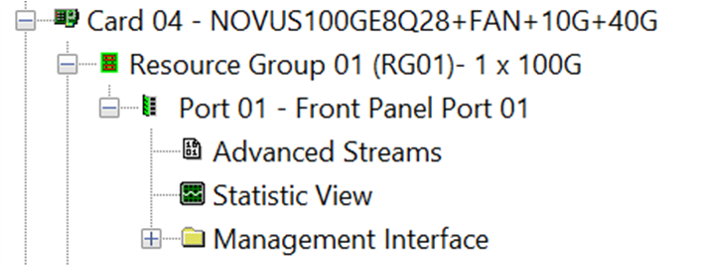 Card 04 - NOVUS100GE8Q28+FAN+10G+40G
Resource Group 01 (RG01)- 1 x 100G
Port 01 - Front Panel Port 01
Advanced Streams
Statistic View
Management Interface